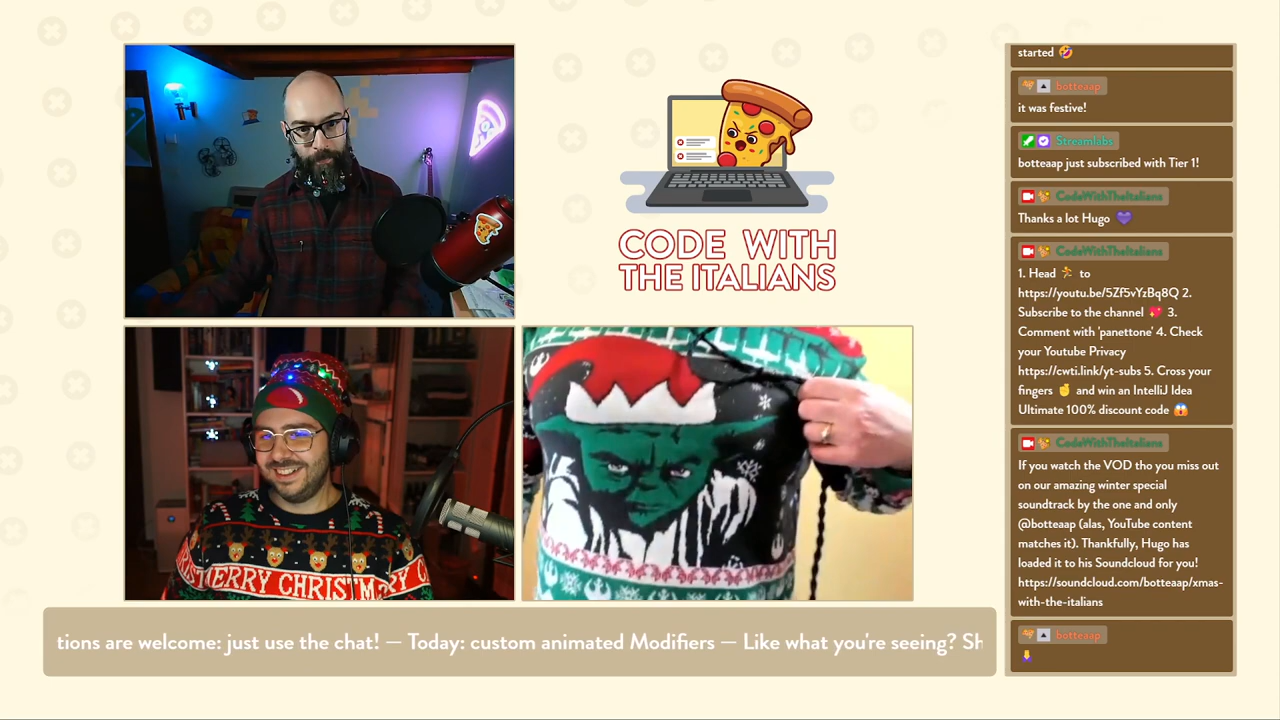 CODE WITH
THE ITALIANS
MERRY CHRISTMAS
RY C
tions are welcome: just use the chat! — Today: custom animated Modifiers — Like what you're seeing? Sh
started 🤣
botteaap
it was festive!
Streamlabs
botteaap just subscribed with Tier 1!
CodeWithTheItalians
Thanks a lot Hugo 💜
CodeWithTheItalians
1. Head 🏃 to
https://youtu.be/5Zf5vYzBq8Q 2.
Subscribe to the channel 💖 3.
Comment with 'panettone' 4. Check
your Youtube Privacy
https://cwti.link/yt-subs 5. Cross your
fingers 🤞 and win an IntelliJ Idea
Ultimate 100% discount code 😱
CodeWithTheItalians
If you watch the VOD tho you miss out
on our amazing winter special
soundtrack by the one and only
@botteaap (alas, YouTube content
matches it). Thankfully, Hugo has
loaded it to his Soundcloud for you!
https://soundcloud.com/botteaap/xmas-
with-the-italians
botteaap